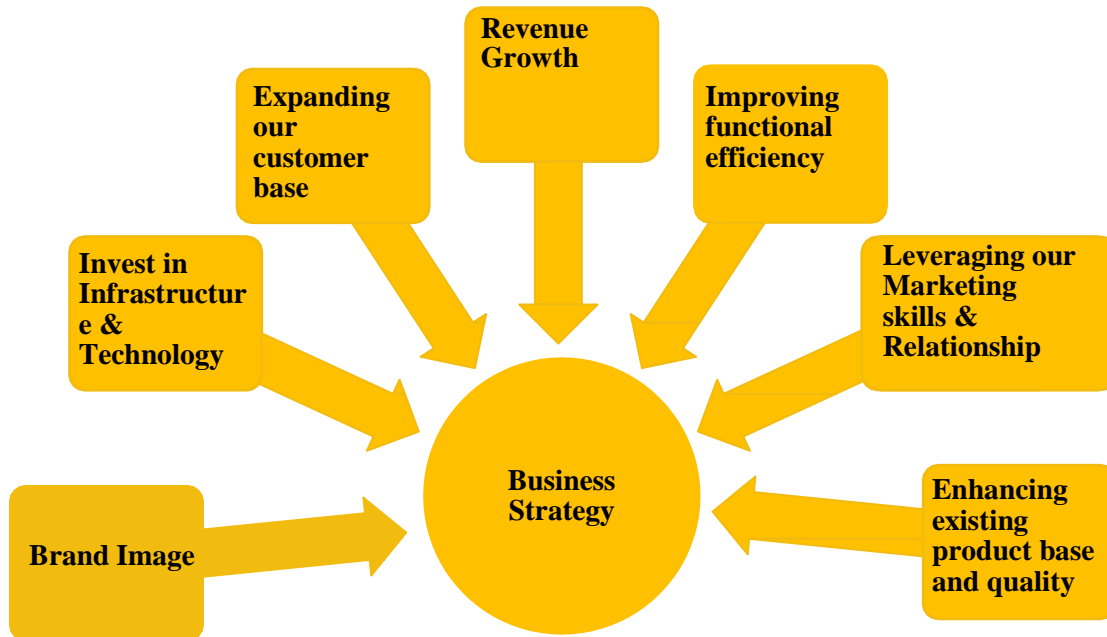 Revenue
Growth
Expanding
our
customer
base
Improving
functional
efficiency
Invest in
Infrastructur
e &
Technology
Leveraging our
Marketing
skills &
Relationship
Brand Image
Business
Strategy
Enhancing
existing
product base
and quality